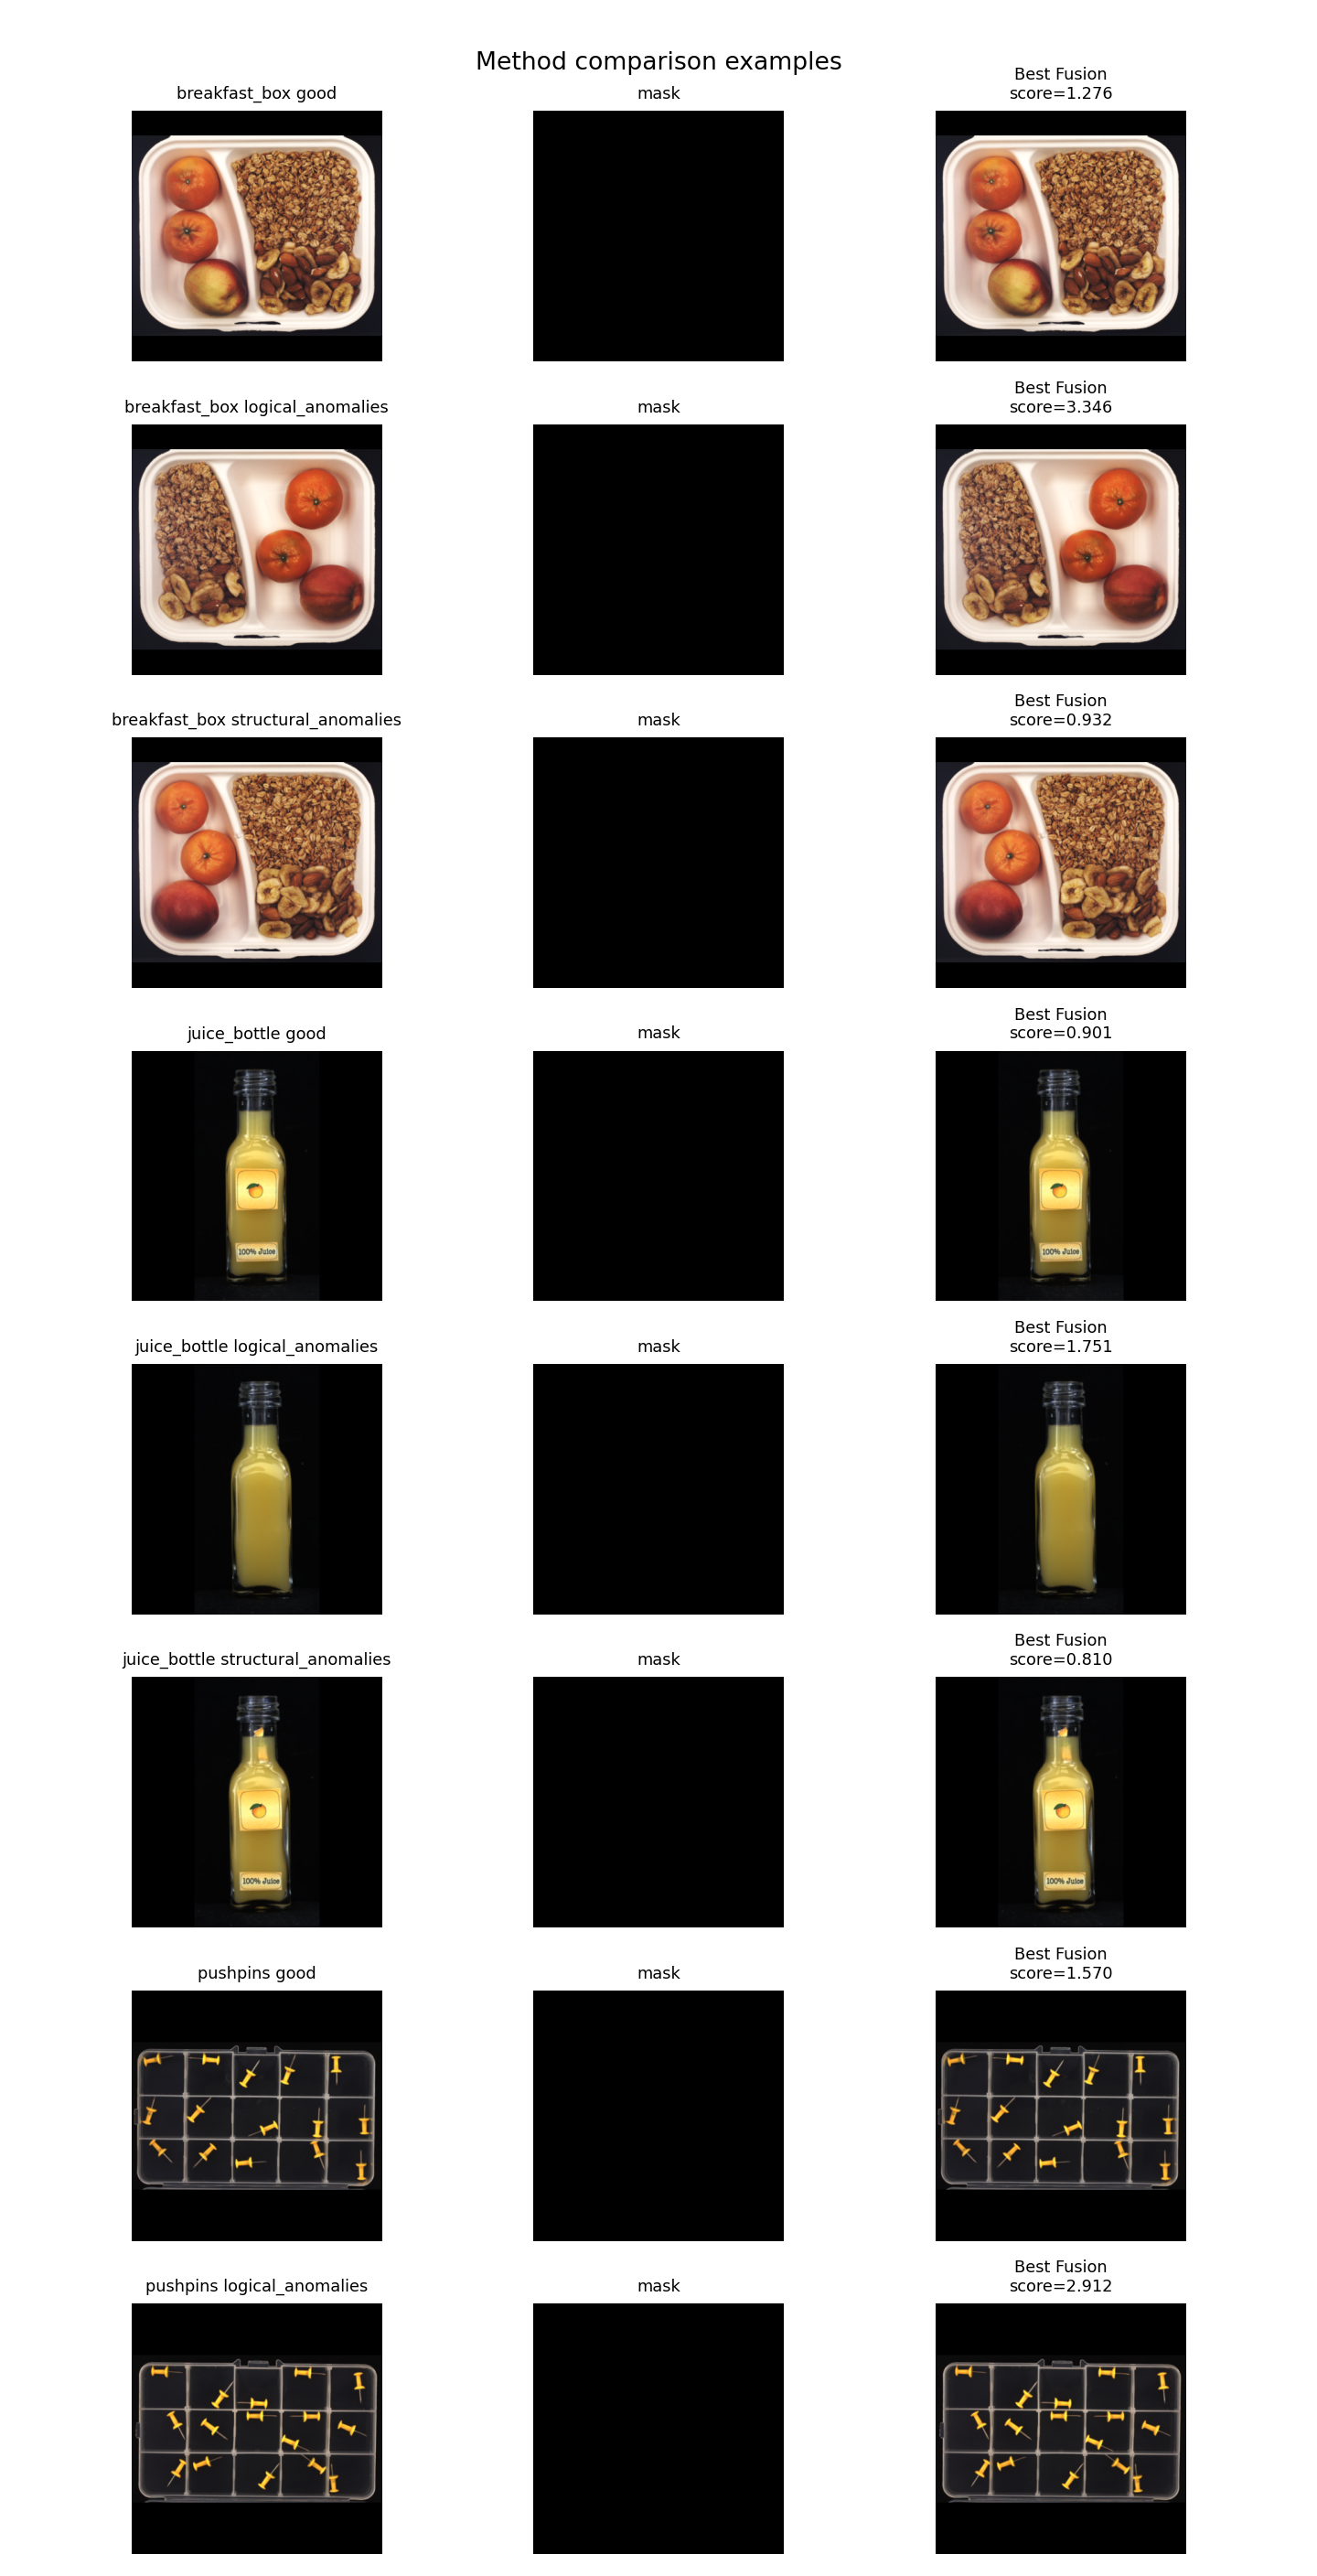 Method comparison examples
breakfast_box good
mask
Best Fusion
score=1.276
breakfast_box logical_anomalies
mask
Best Fusion
score=3.346
breakfast_box structural_anomalies
mask
Best Fusion
score=0.932
juice_bottle good
mask
Best Fusion
score=0.901
100% Juice
100% Juice
juice_bottle logical_anomalies
mask
Best Fusion
score=1.751
juice_bottle structural_anomalies
mask
Best Fusion
score=0.810
100% Juice
100% Juice
pushpins good
mask
Best Fusion
score=1.570
pushpins logical_anomalies
mask
Best Fusion
score=2.912